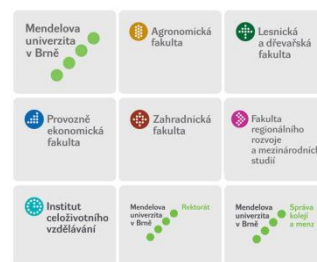 Mendelova
univerzita
v Brně
Agronomická
fakulta
Lesnická
a dřevařská
fakulta
Provozně
ekonomická
fakulta
Zahradnická
fakulta
Fakulta
regionálního
rozvoje
a mezinárodních
studií
Institut
celoživotního
vzdělávání
Mendelova
univerzita
v Brně
Rektorát
Mendelova
univerzita
v Brně
Správa
kolejí
a menz